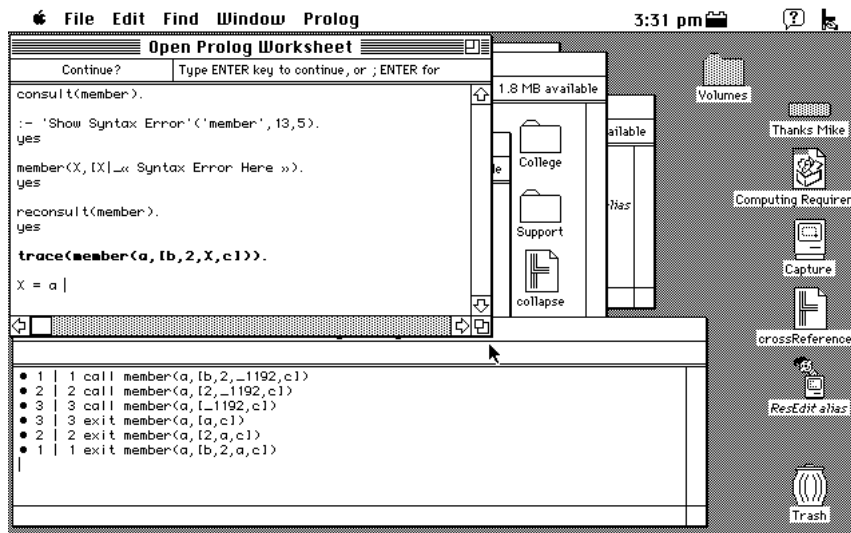 File Edit Find Window Prolog 3:31 pm
Open Prolog Worksheet
Continue? Type ENTER key to continue, or ; ENTER for
consult(member).
:- 'Show Syntax Error'('member',13,5).
yes
member(X,[X|_« Syntax Error Here »).
yes
reconsult(member).
yes
trace(member(a,[b,2,X,c])).
X = a
1.8 MB available
ailable
le
College
lias
Support
collapse
• 1 | 1 call member(a,[b,2,_1192,c])
• 2 | 2 call member(a,[2,_1192,c])
• 3 | 3 call member(a,[_1192,c])
• 3 | 3 exit member(a,[a,c])
• 2 | 2 exit member(a,[2,a,c])
• 1 | 1 exit member(a,[b,2,a,c])
Volumes
Thanks Mike
Computing Requirer
Capture
crossReference
ResEdit alias
Trash